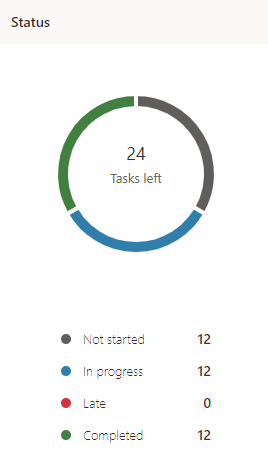 Status
24
Tasks left
Not started 12
In progress 12
Late 0
Completed 12